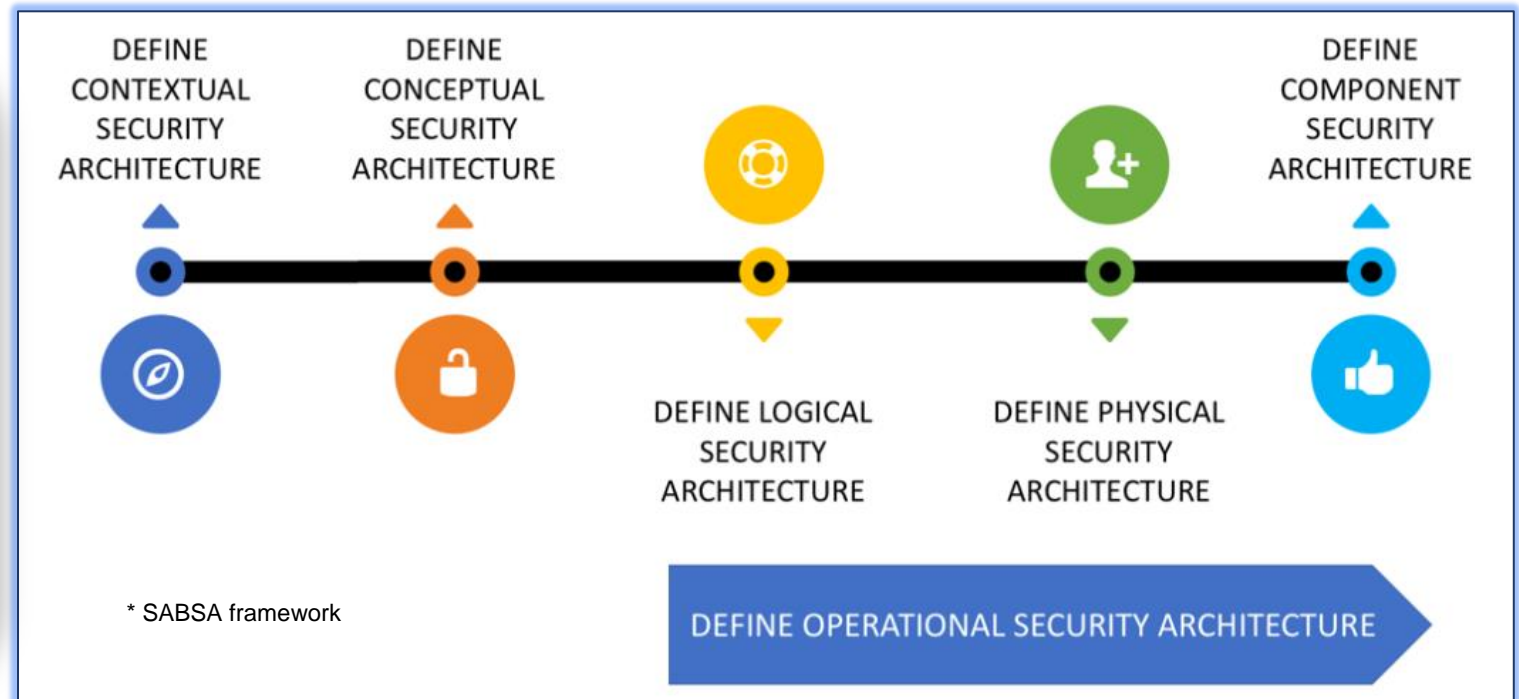 DEFINE
CONTEXTUAL
SECURITY
ARCHITECTURE
DEFINE
CONCEPTUAL
SECURITY
ARCHITECTURE
DEFINE LOGICAL
SECURITY
ARCHITECTURE
DEFINE PHYSICAL
SECURITY
ARCHITECTURE
DEFINE
COMPONENT
SECURITY
ARCHITECTURE
* SABSA framework
DEFINE OPERATIONAL SECURITY ARCHITECTURE